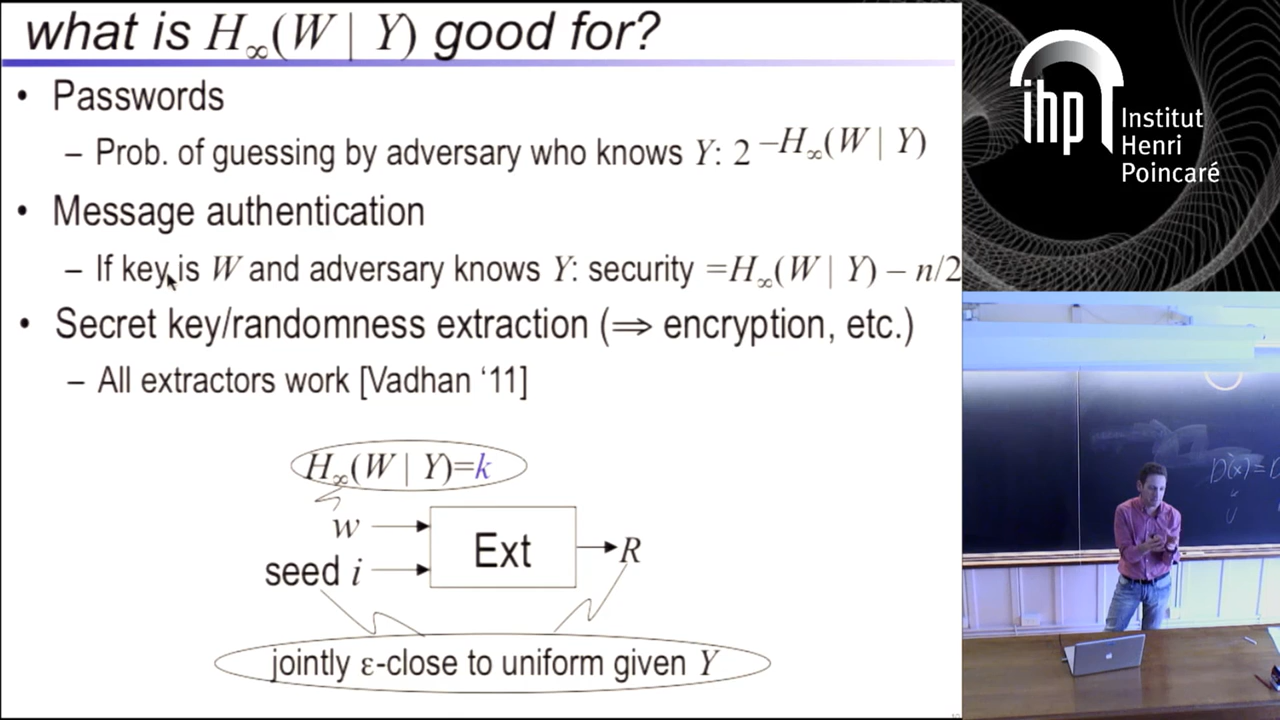 what is H∞(W | Y) good for?
• Passwords
– Prob. of guessing by adversary who knows Y: 2^−H∞(W | Y)
• Message authentication
– If key is W and adversary knows Y: security =H∞(W | Y) – n/2
• Secret key/randomness extraction (⇒ encryption, etc.)
– All extractors work [Vadhan ‘11]
H∞(W | Y)=k
w
seed i
Ext
R
jointly ε-close to uniform given Y
ihp
Institut
Henri
Poincaré
D(x) =